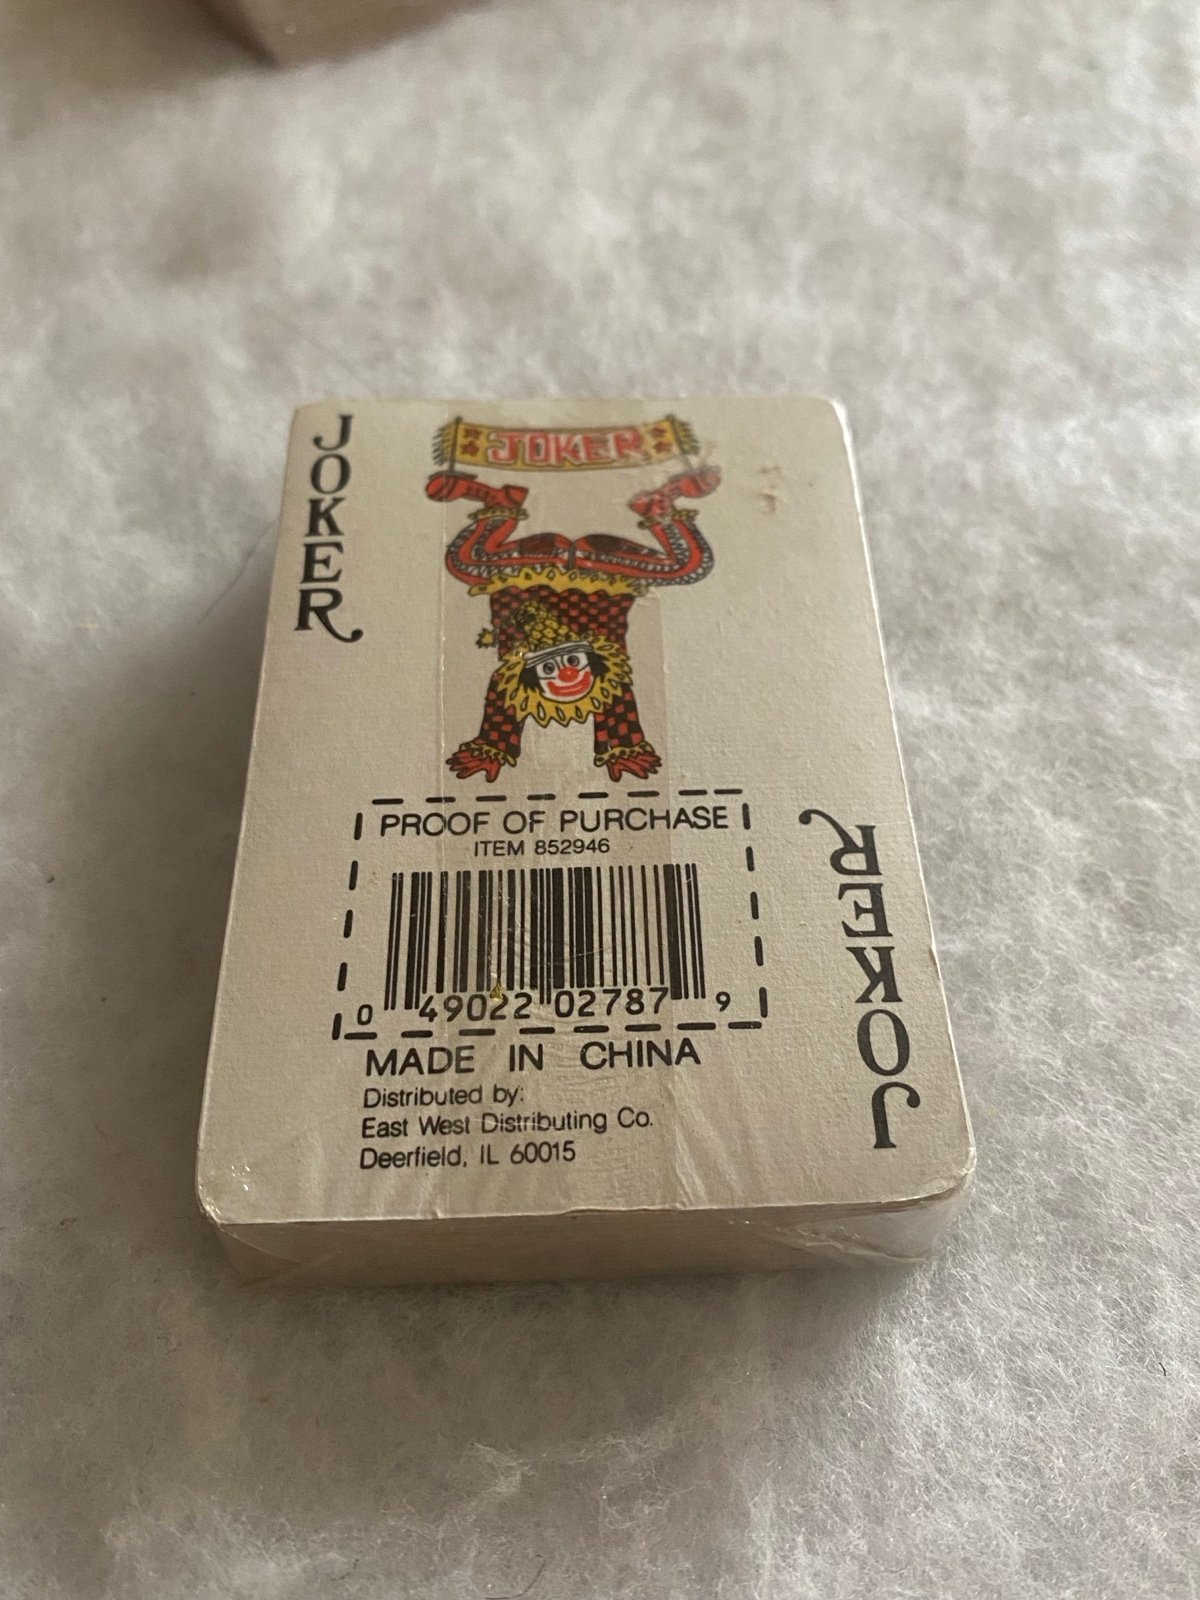 JOKER
JOKER
PROOF OF PURCHASE
ITEM 852946
0 49022 02787 9
MADE IN CHINA
Distributed by:
East West Distributing Co.
Deerfield, IL 60015
JOKER